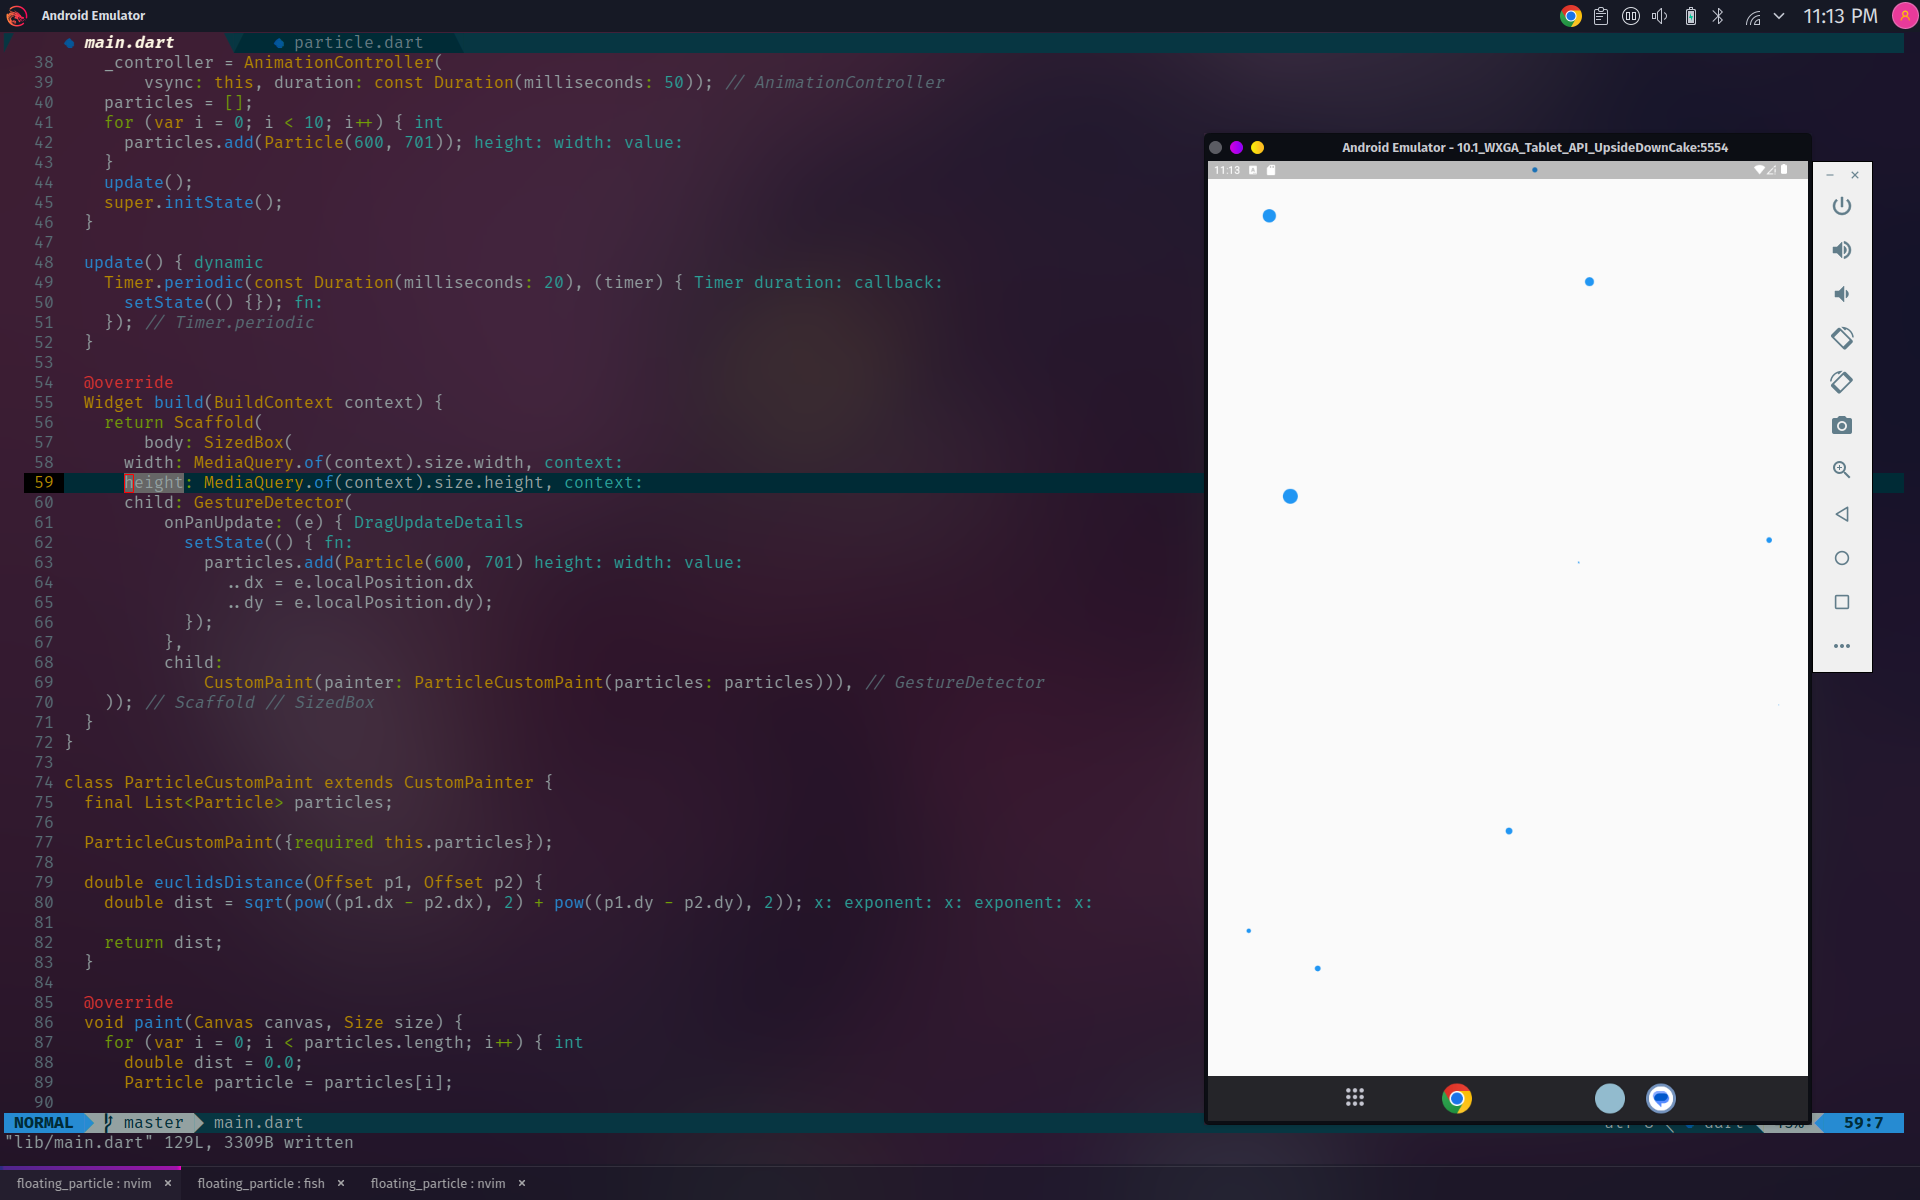 Android Emulator
11:13 PM
main.dart
particle.dart
38 _controller = AnimationController(
39 vsync: this, duration: const Duration(milliseconds: 50)); // AnimationController
40 particles = [];
41 for (var i = 0; i < 10; i++) { int
42 particles.add(Particle(600, 701)); height: width: value:
43 }
44 update();
45 super.initState();
46 }
47
48 update() { dynamic
49 Timer.periodic(const Duration(milliseconds: 20), (timer) { Timer duration: callback:
50 setState(() {}); fn:
51 }); // Timer.periodic
52 }
53
54 @override
55 Widget build(BuildContext context) {
56 return Scaffold(
57 body: SizedBox(
58 width: MediaQuery.of(context).size.width, context:
59 height: MediaQuery.of(context).size.height, context:
60 child: GestureDetector(
61 onPanUpdate: (e) { DragUpdateDetails
62 setState(() { fn:
63 particles.add(Particle(600, 701) height: width: value:
64 ..dx = e.localPosition.dx
65 ..dy = e.localPosition.dy);
66 });
67 },
68 child:
69 CustomPaint(painter: ParticleCustomPaint(particles: particles))), // GestureDetector
70 )); // Scaffold // SizedBox
71 }
72 }
73
74 class ParticleCustomPaint extends CustomPainter {
75 final List<Particle> particles;
76
77 ParticleCustomPaint({required this.particles});
78
79 double euclidsDistance(Offset p1, Offset p2) {
80 double dist = sqrt(pow((p1.dx - p2.dx), 2) + pow((p1.dy - p2.dy), 2)); x: exponent: x: exponent: x:
81
82 return dist;
83 }
84
85 @override
86 void paint(Canvas canvas, Size size) {
87 for (var i = 0; i < particles.length; i++) { int
88 double dist = 0.0;
89 Particle particle = particles[i];
90
NORMAL master main.dart
dart
59:7
"lib/main.dart" 129L, 3309B written
floating_particle : nvim ×
floating_particle : fish ×
floating_particle : nvim ×
Android Emulator - 10.1_WXGA_Tablet_API_UpsideDownCake:5554
11:13